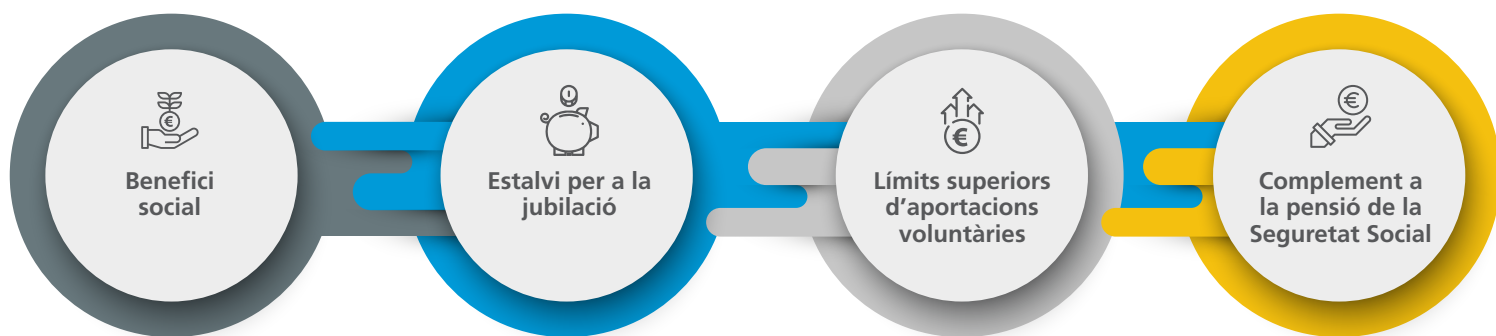 Benefici
social
Estalvi per a la
jubilació
Límits superiors
d’aportacions
voluntàries
Complement a
la pensió de la
Seguretat Social